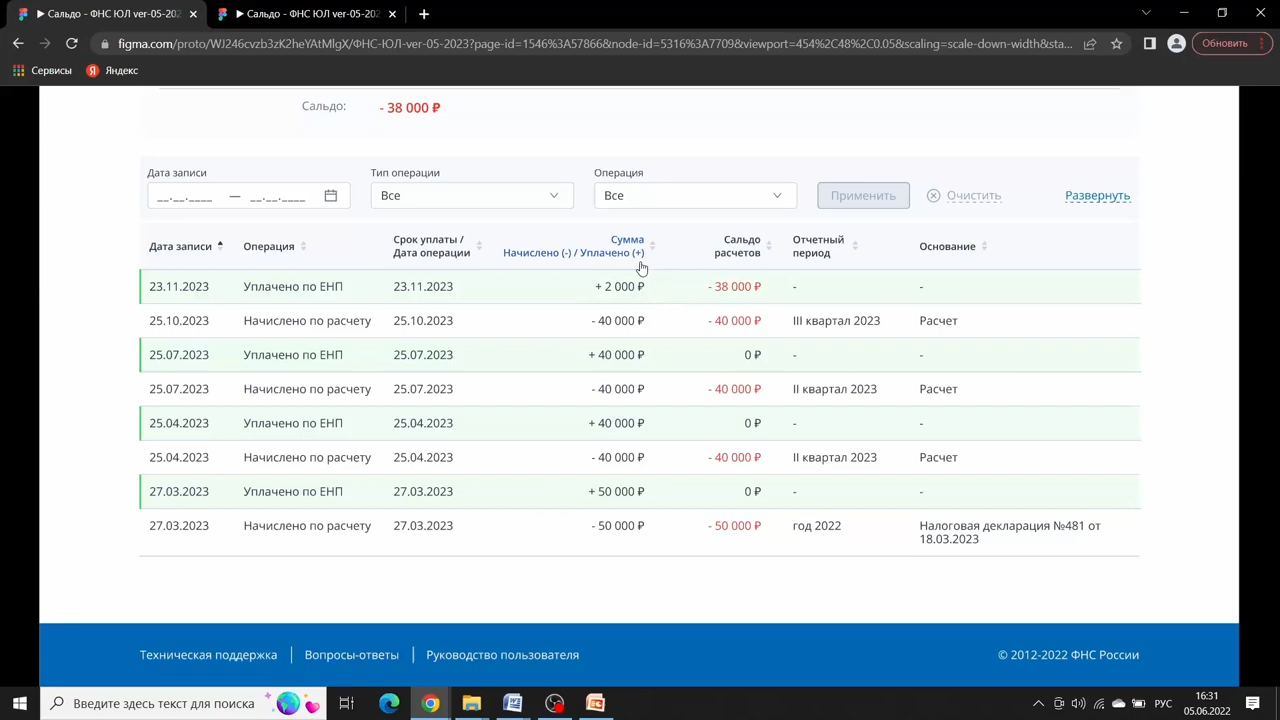 ▶ Сальдо - ФНС ЮЛ ver-05-202
▶ Сальдо - ФНС ЮЛ ver-05-202
figma.com/proto/WJ246cvzb3zK2heYAtMlgX/ФНС-ЮЛ-ver-05-2023?page-id=1546%3A57866&node-id=5316%3A7709&viewport=454%2C48%2C0.05&scaling=scale-down-width&sta...
Обновить
Сервисы
Яндекс
Сальдо: - 38 000 ₽
Дата записи Тип операции Операция
__.__.____ — __.__.____ Все Все Применить Очистить Развернуть
Дата записи Операция Срок уплаты / Дата операции Сумма Начислено (-) / Уплачено (+) Сальдо расчетов Отчетный период Основание
23.11.2023 Уплачено по ЕНП 23.11.2023 + 2 000 ₽ - 38 000 ₽ - -
25.10.2023 Начислено по расчету 25.10.2023 - 40 000 ₽ - 40 000 ₽ III квартал 2023 Расчет
25.07.2023 Уплачено по ЕНП 25.07.2023 + 40 000 ₽ 0 ₽ - -
25.07.2023 Начислено по расчету 25.07.2023 - 40 000 ₽ - 40 000 ₽ II квартал 2023 Расчет
25.04.2023 Уплачено по ЕНП 25.04.2023 + 40 000 ₽ 0 ₽ - -
25.04.2023 Начислено по расчету 25.04.2023 - 40 000 ₽ - 40 000 ₽ II квартал 2023 Расчет
27.03.2023 Уплачено по ЕНП 27.03.2023 + 50 000 ₽ 0 ₽ - -
27.03.2023 Начислено по расчету 27.03.2023 - 50 000 ₽ - 50 000 ₽ год 2022 Налоговая декларация №481 от
18.03.2023
Техническая поддержка Вопросы-ответы Руководство пользователя © 2012-2022 ФНС России
Введите здесь текст для поиска
РУС
16:31
05.06.2022